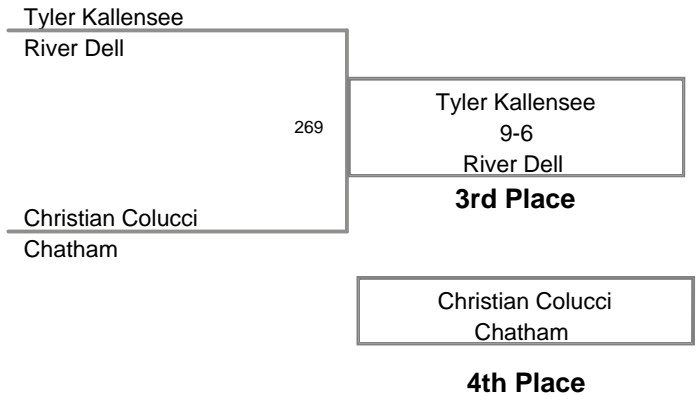 Tyler Kallensee
River Dell
269
Tyler Kallensee
9-6
River Dell
3rd Place
Christian Colucci
Chatham
Christian Colucci
Chatham
4th Place